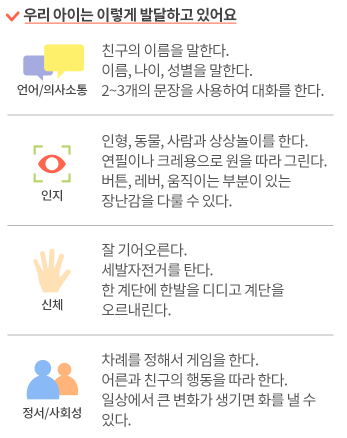 우리 아이는 이렇게 발달하고 있어요
언어/의사소통
친구의 이름을 말한다.
이름, 나이, 성별을 말한다.
2~3개의 문장을 사용하여 대화를 한다.
인지
인형, 동물, 사람과 상상놀이를 한다.
연필이나 크레용으로 원을 따라 그린다.
버튼, 레버, 움직이는 부분이 있는
장난감을 다룰 수 있다.
신체
잘 기어오른다.
세발자전거를 탄다.
한 계단에 한발을 디디고 계단을
오르내린다.
정서/사회성
차례를 정해서 게임을 한다.
어른과 친구의 행동을 따라 한다.
일상에서 큰 변화가 생기면 화를 낼 수
있다.